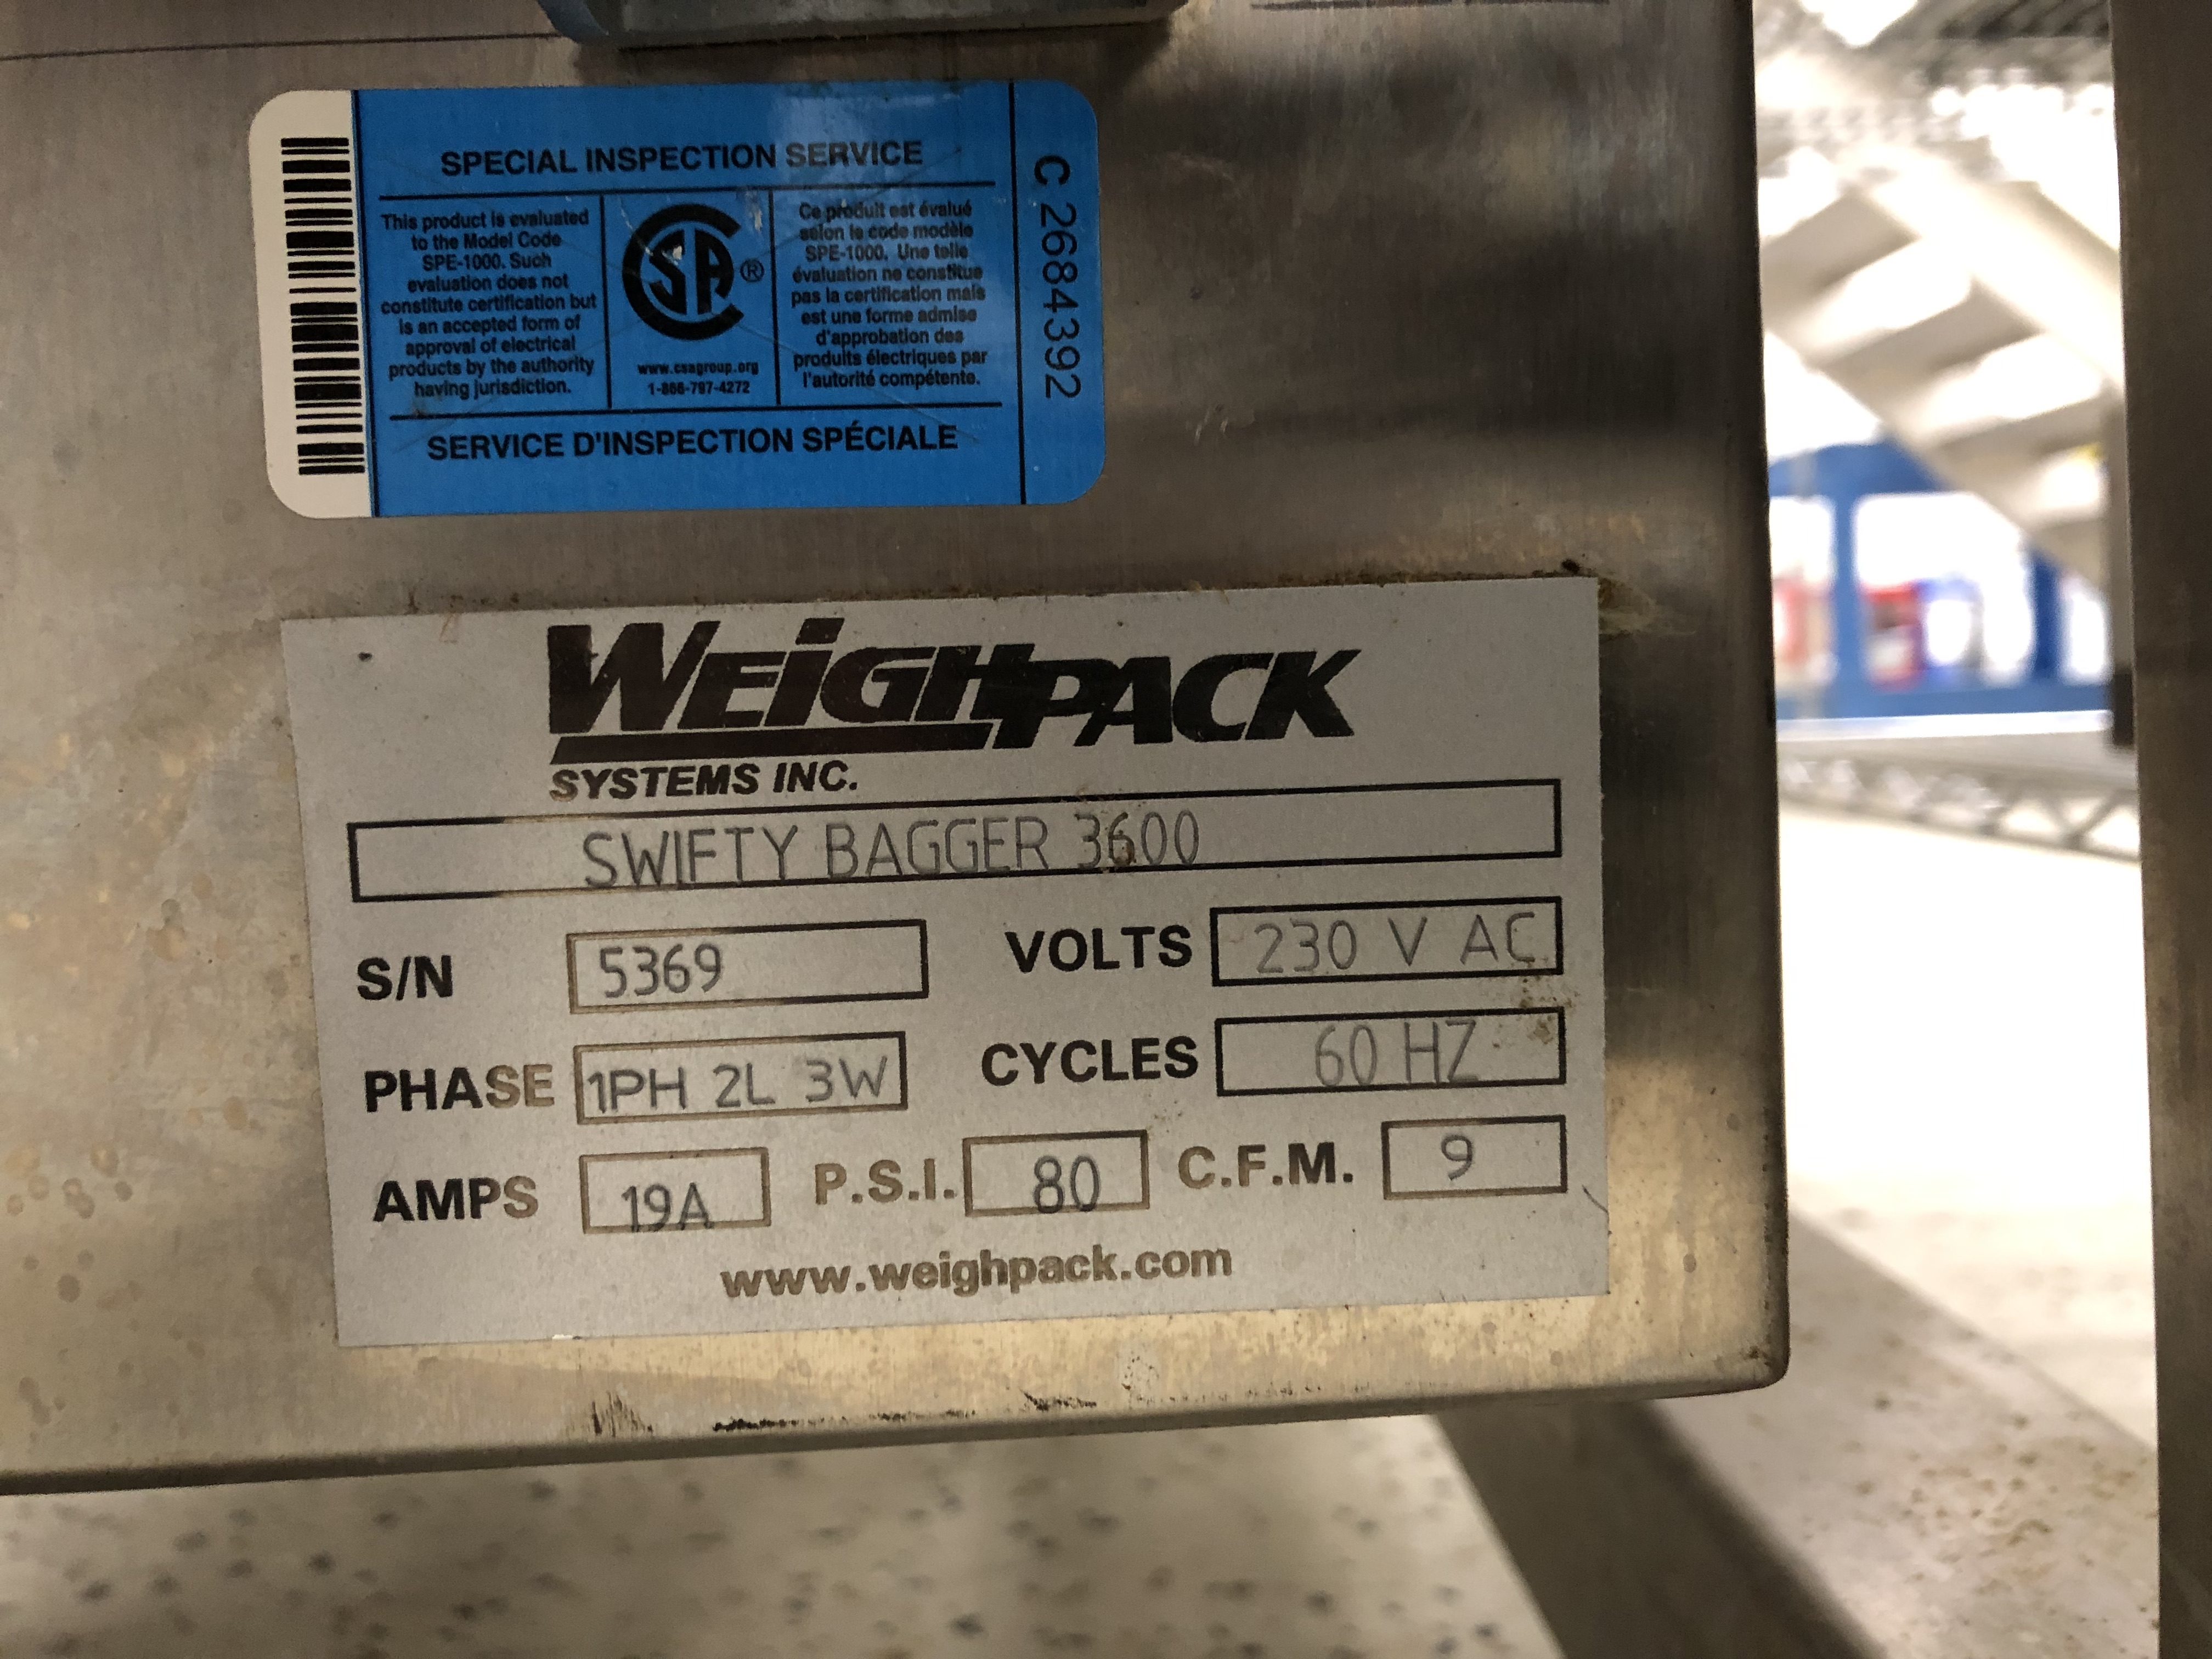 SPECIAL INSPECTION SERVICE
This product is evaluated
to the Model Code
SPE-1000. Such
evaluation does not
constitute certification but
is an accepted form of
approval of electrical
products by the authority
having jurisdiction.
CSA ®
www.csagroup.org
1-866-797-4272
Ce produit est évalué
selon le code modèle
SPE-1000. Une telle
évaluation ne constitue
pas la certification mais
est une forme admise
d'approbation des
produits électriques par
l'autorité compétente.
SERVICE D'INSPECTION SPÉCIALE
C 2684392
WEIGHPACK
SYSTEMS INC.
SWIFTY BAGGER 3600
S/N 5369 VOLTS 230 V AC
PHASE 1PH 2L 3W CYCLES 60 HZ
AMPS 19A P.S.I. 80 C.F.M. 9
www.weighpack.com